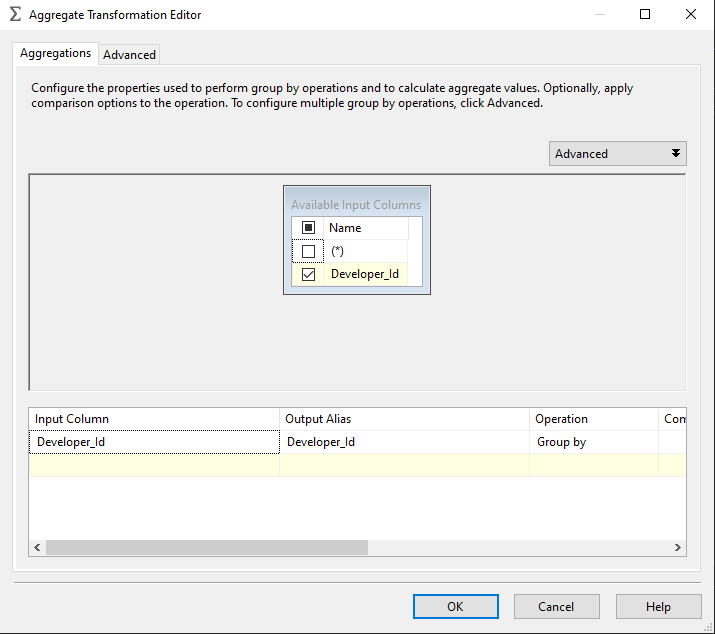 Aggregate Transformation Editor
Aggregations Advanced
Configure the properties used to perform group by operations and to calculate aggregate values. Optionally, apply
comparison options to the operation. To configure multiple group by operations, click Advanced.
Advanced
Available Input Columns
Name
(*)
Developer_Id
Input Column Output Alias Operation Com
Developer_Id Developer_Id Group by
OK Cancel Help